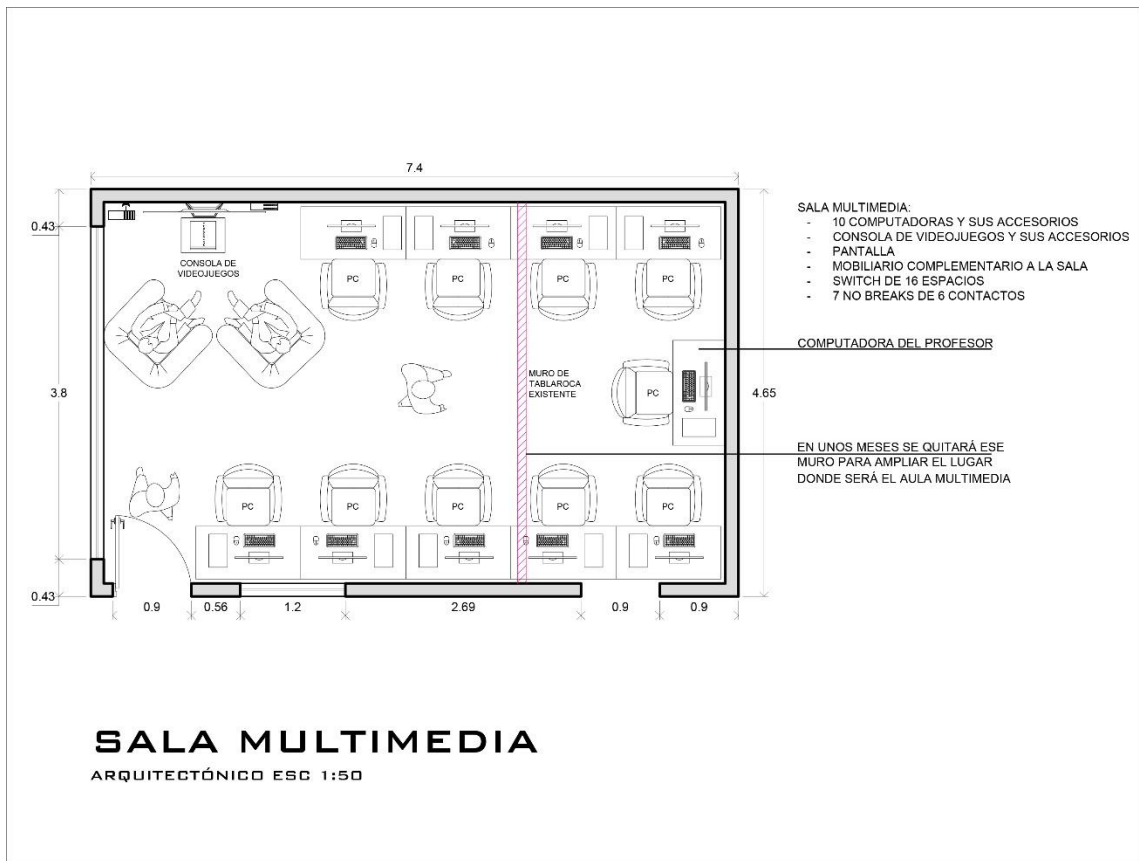 7.4
0.43
3.8
0.43
4.65
CONSOLA DE
VIDEOJUEGOS
PC
PC
PC
PC
MURO DE
TABLAROCA
EXISTENTE
PC
PC
PC
PC
PC
PC
0.9
0.56
1.2
2.69
0.9
0.9
SALA MULTIMEDIA:
- 10 COMPUTADORAS Y SUS ACCESORIOS
- CONSOLA DE VIDEOJUEGOS Y SUS ACCESORIOS
- PANTALLA
- MOBILIARIO COMPLEMENTARIO A LA SALA
- SWITCH DE 16 ESPACIOS
- 7 NO BREAKS DE 6 CONTACTOS
COMPUTADORA DEL PROFESOR
EN UNOS MESES SE QUITARÁ ESE
MURO PARA AMPLIAR EL LUGAR
DONDE SERÁ EL AULA MULTIMEDIA
SALA MULTIMEDIA
ARQUITECTÓNICO ESC 1:50